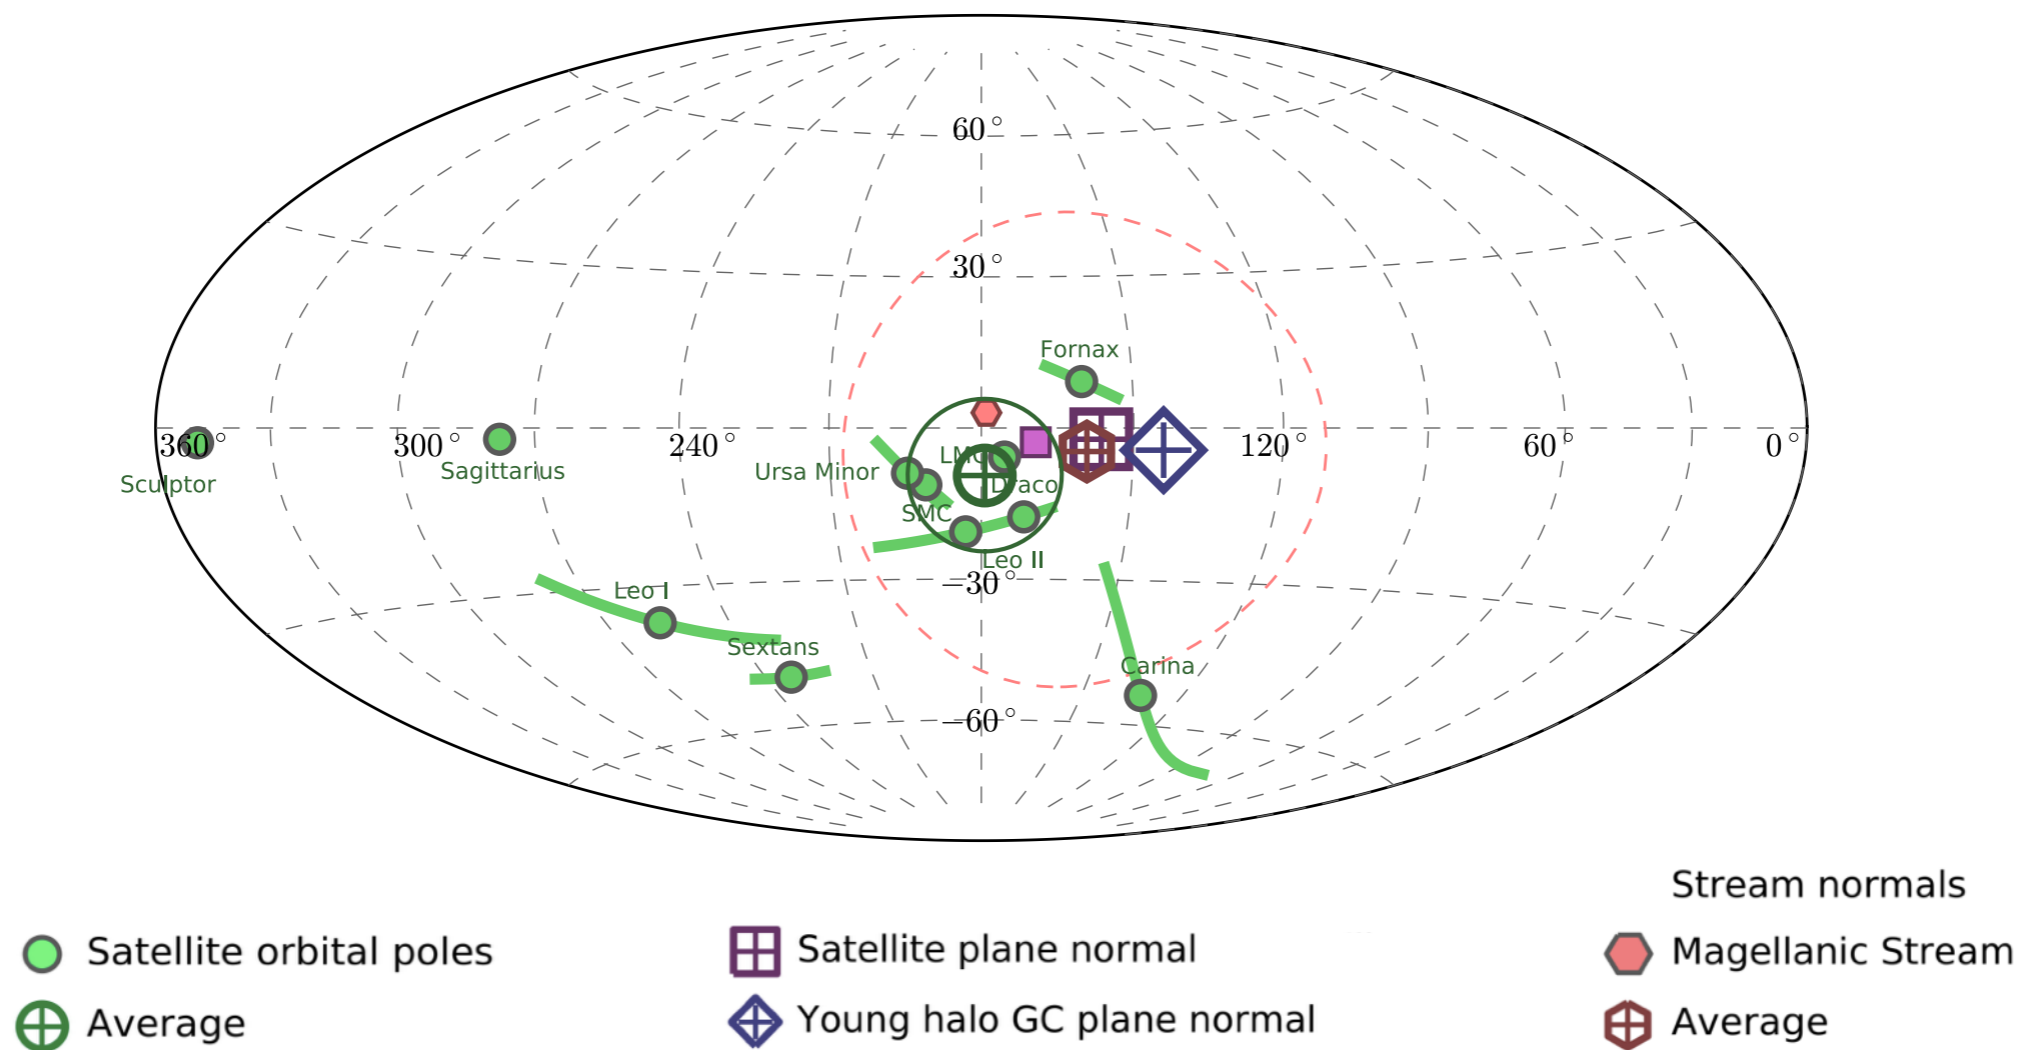 60°
30°
Fornax
360° 300° 240° 120° 60° 0°
Sculptor
Sagittarius
Ursa Minor
LMC
Draco
SMC
Leo II
−30°
Leo I
Sextans
Carina
−60°
Stream normals
Satellite orbital poles
Satellite plane normal
Magellanic Stream
Average
Young halo GC plane normal
Average